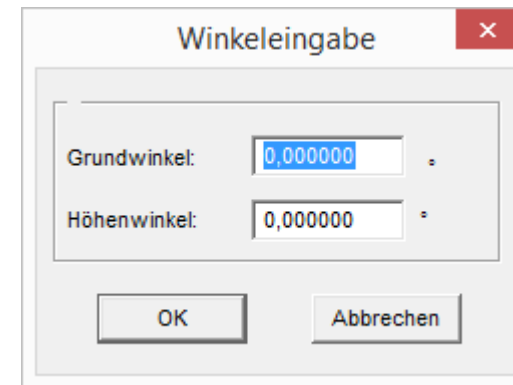 Winkeleingabe
Grundwinkel: 0,000000 °
Höhenwinkel: 0,000000 °
OK Abbrechen